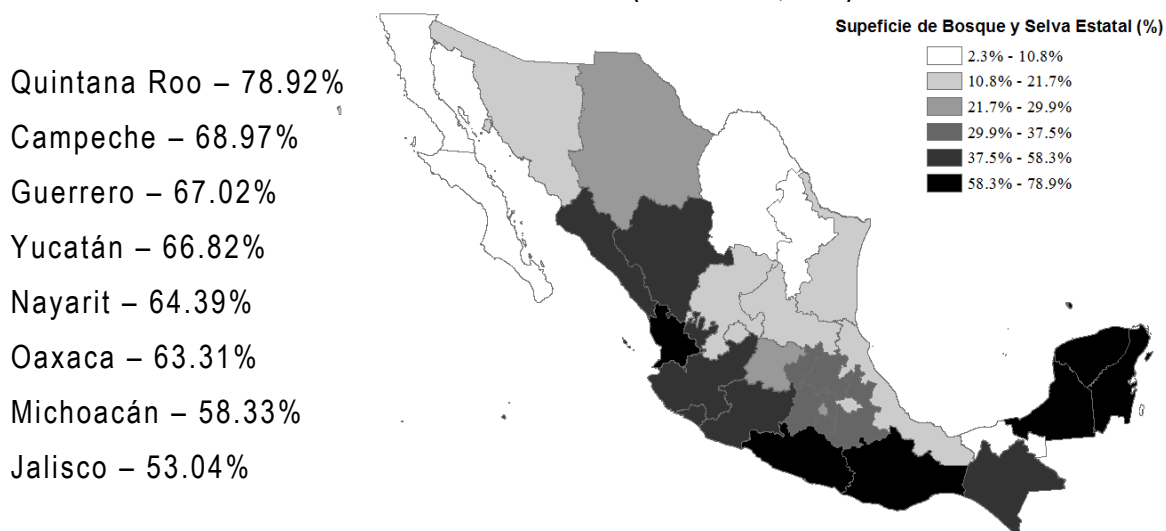 Supeficie de Bosque y Selva Estatal (%)
2.3% - 10.8%
10.8% - 21.7%
21.7% - 29.9%
29.9% - 37.5%
37.5% - 58.3%
58.3% - 78.9%
Quintana Roo – 78.92%
Campeche – 68.97%
Guerrero – 67.02%
Yucatán – 66.82%
Nayarit – 64.39%
Oaxaca – 63.31%
Michoacán – 58.33%
Jalisco – 53.04%